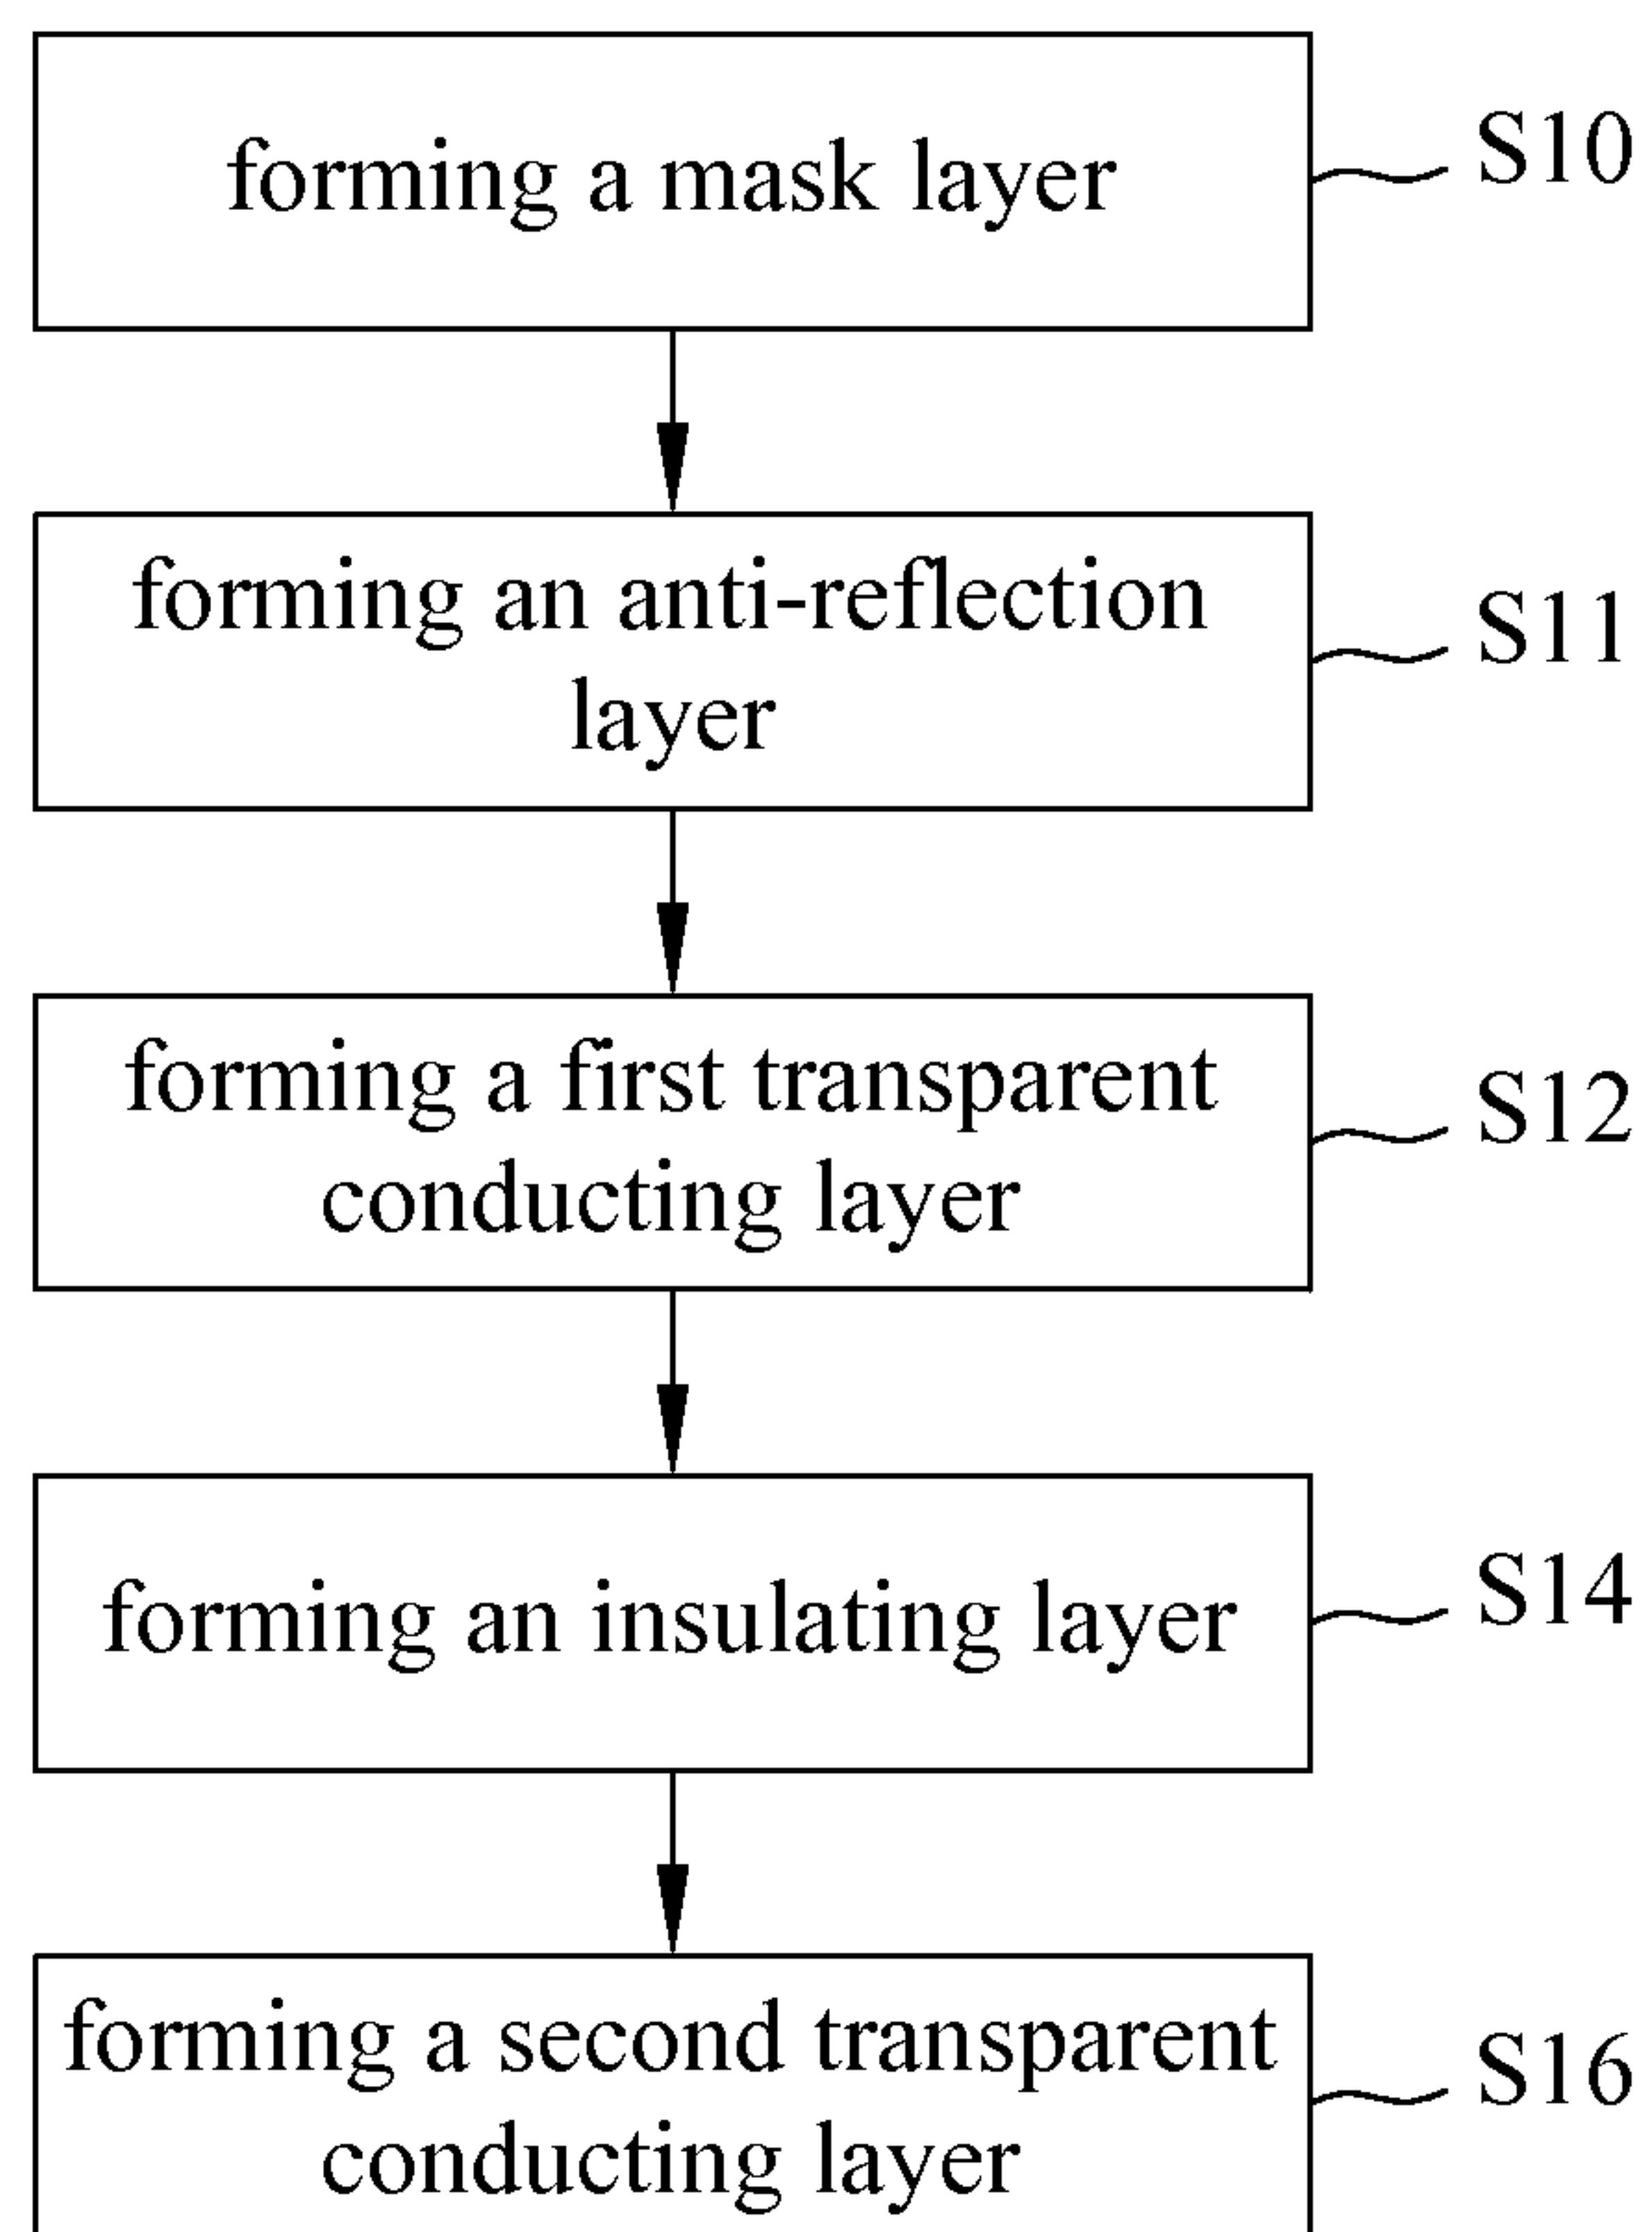 forming a mask layer
S10
forming an anti-reflection
layer
S11
forming a first transparent
conducting layer
S12
forming an insulating layer
S14
forming a second transparent
conducting layer
S16